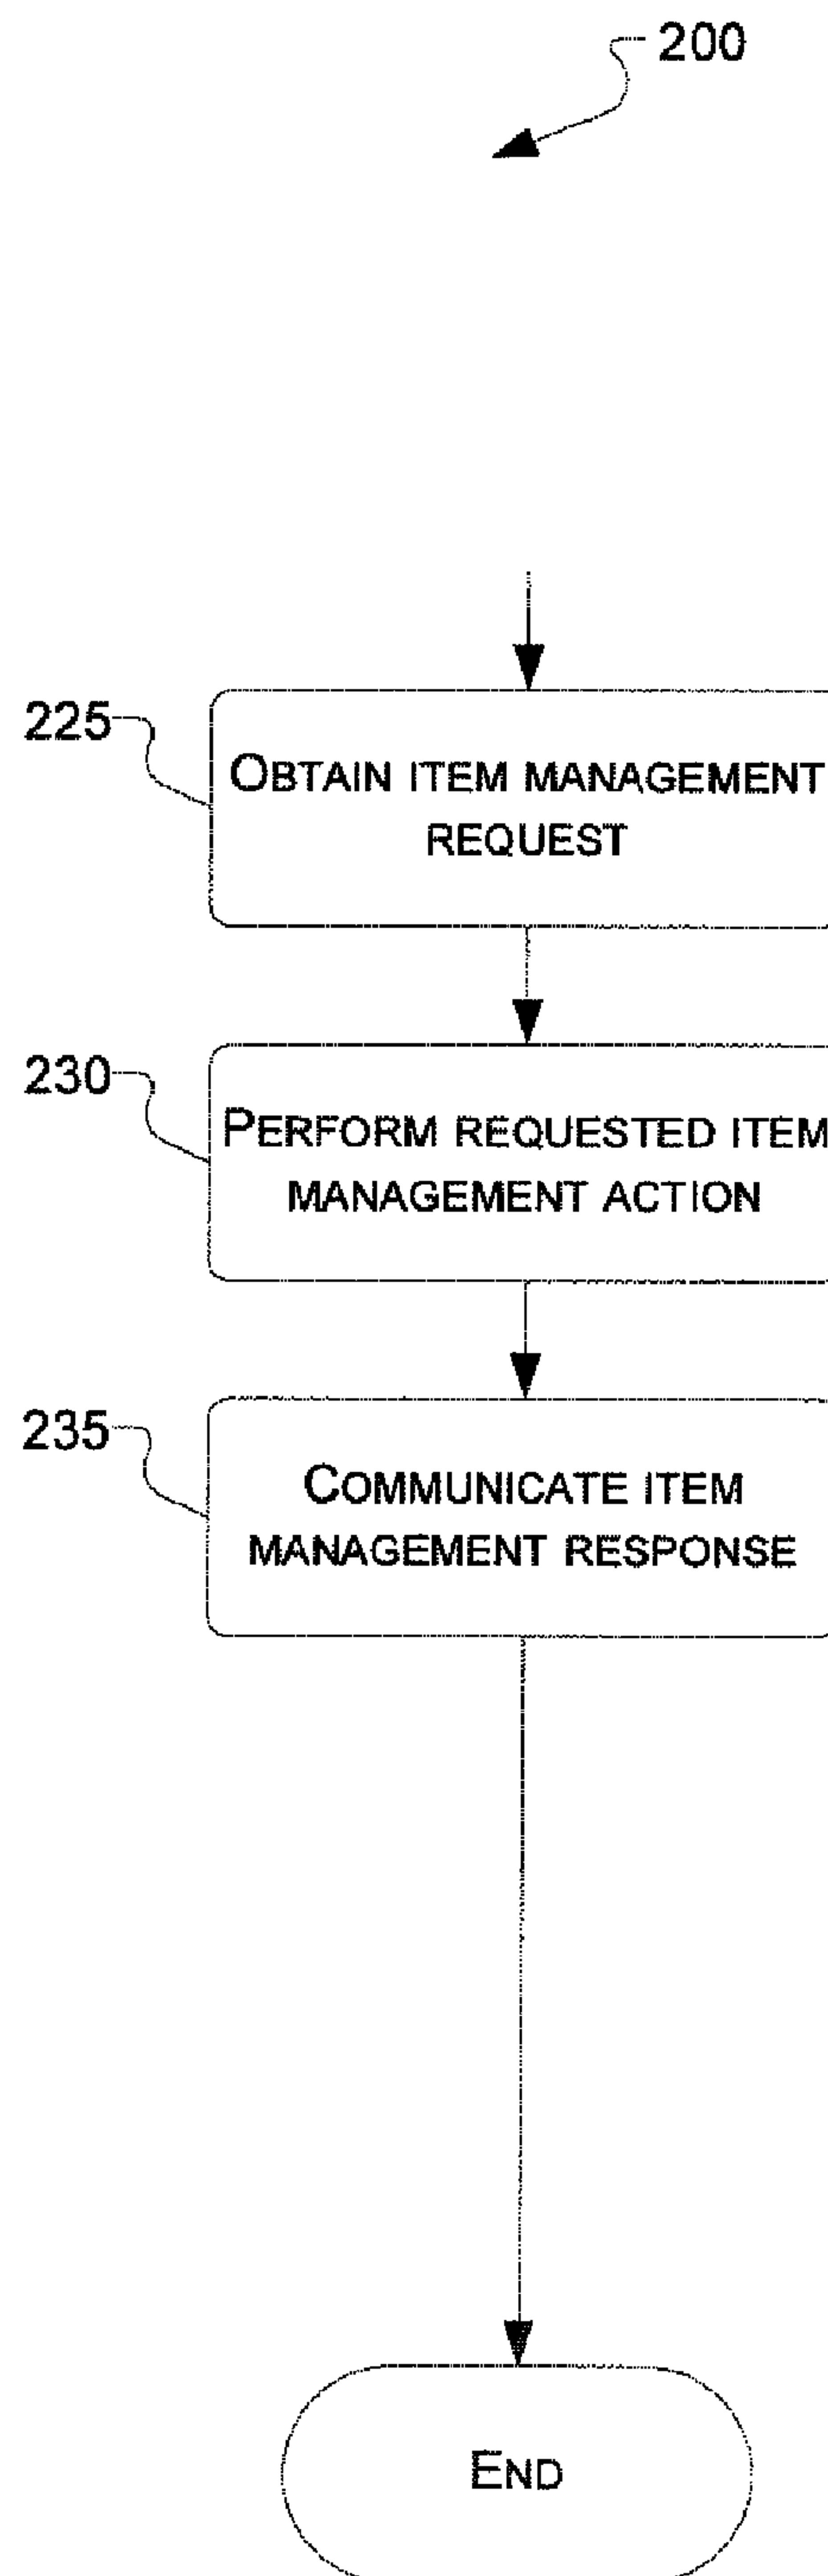 200
225
OBTAIN ITEM MANAGEMENT
REQUEST
230
PERFORM REQUESTED ITEM
MANAGEMENT ACTION
235
COMMUNICATE ITEM
MANAGEMENT RESPONSE
END